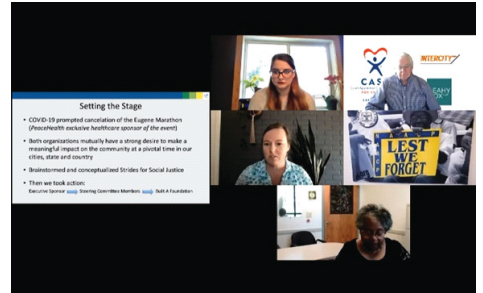 Setting the Stage
• COVID-19 prompted cancelation of the Eugene Marathon
(PeaceHealth exclusive healthcare sponsor of the event)
• Both organizations mutually have a strong desire to make a
meaningful impact on the community at a pivotal time in our
cities, state and country
• Brainstormed and conceptualized Strides for Social Justice
• Then we took action:
Executive Sponsor Steering Committee Members Built A Foundation
CAS
INTERCITY
LEAHY
OX
LEST
WE
FORGET